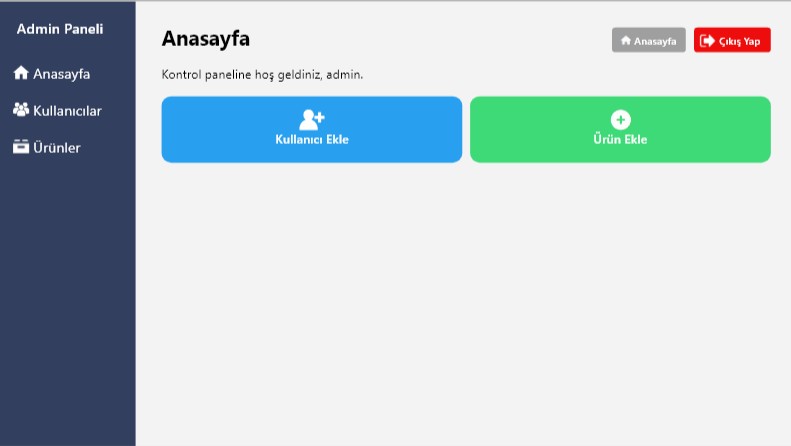 Admin Paneli
Anasayfa
Kullanıcılar
Ürünler
Anasayfa
Anasayfa
Çıkış Yap
Kontrol paneline hoş geldiniz, admin.
Kullanıcı Ekle
Ürün Ekle